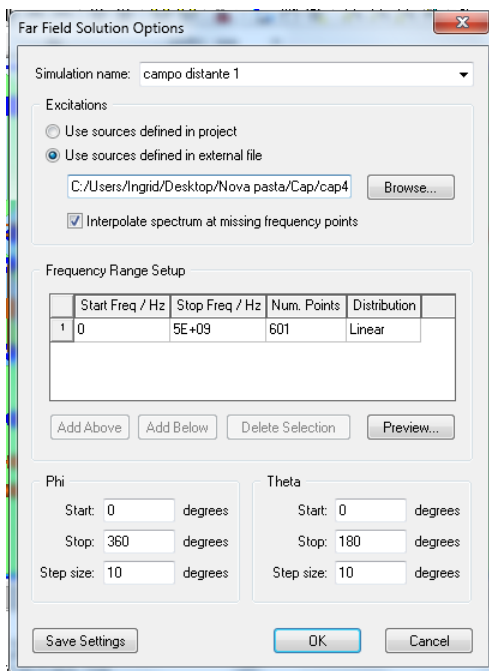 Far Field Solution Options
Simulation name: campo distante 1
Excitations
Use sources defined in project
Use sources defined in external file
C:/Users/Ingrid/Desktop/Nova pasta/Cap/cap4 Browse...
Interpolate spectrum at missing frequency points
Frequency Range Setup
Start Freq / Hz Stop Freq / Hz Num. Points Distribution
1 0 5E+09 601 Linear
Add Above Add Below Delete Selection Preview...
Phi Theta
Start: 0 degrees Start: 0 degrees
Stop: 360 degrees Stop: 180 degrees
Step size: 10 degrees Step size: 10 degrees
Save Settings OK Cancel